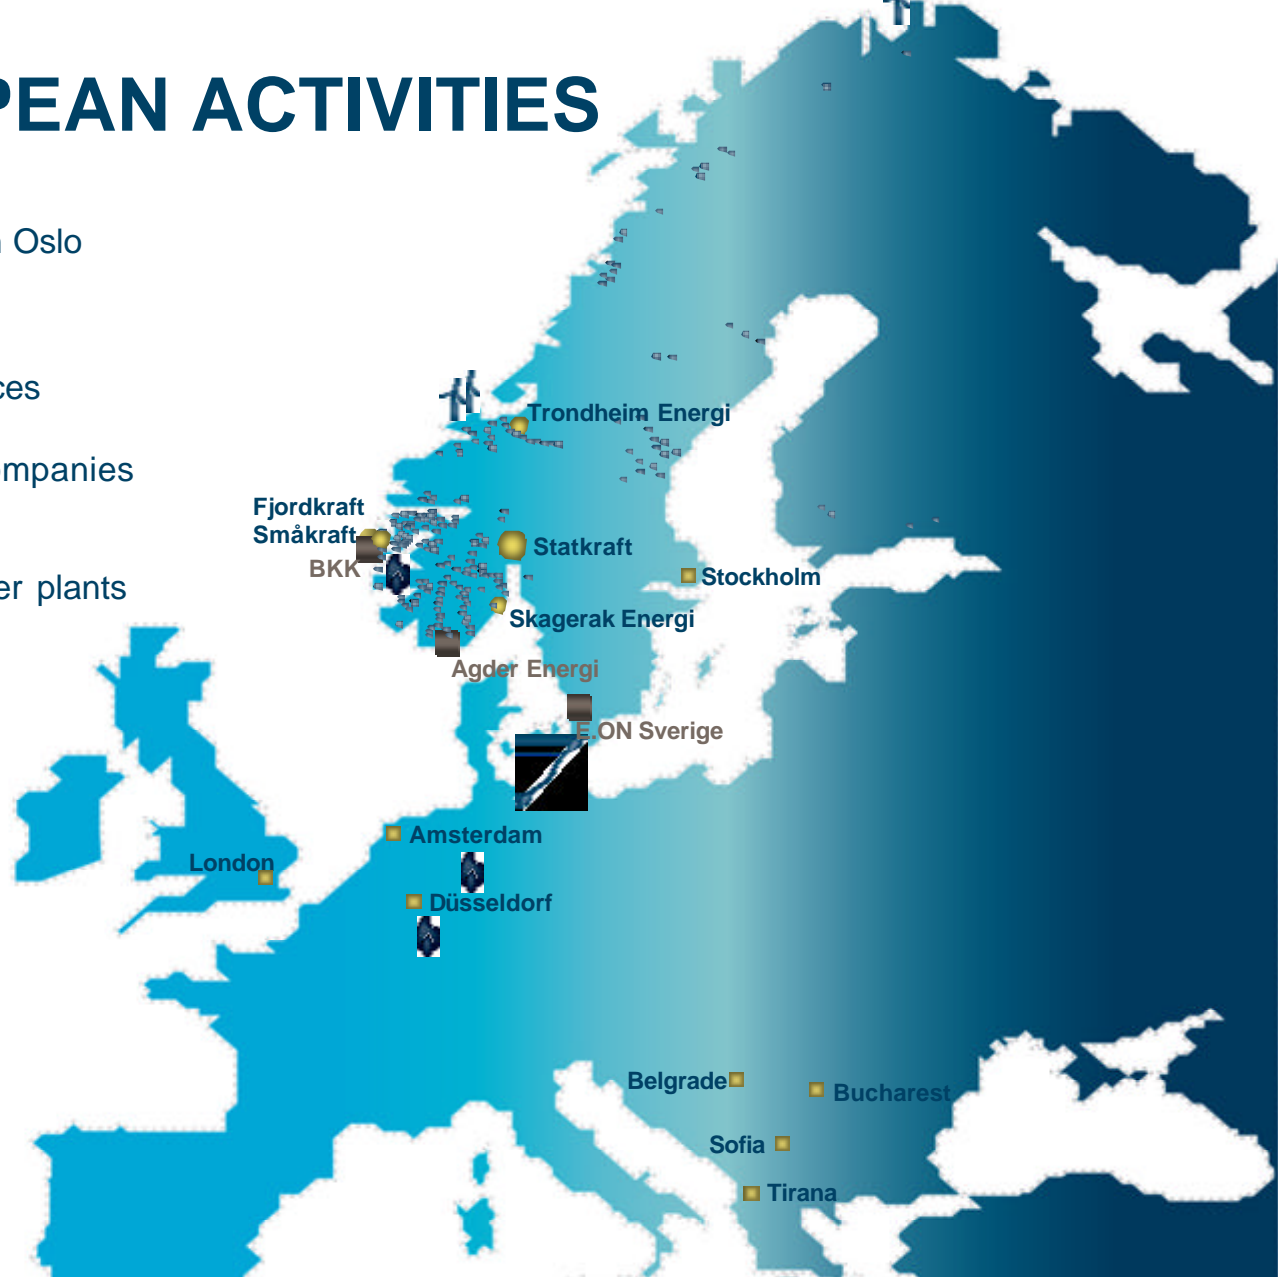 PEAN ACTIVITIES
Oslo
ces
mpanies
er plants
Trondheim Energi
Fjordkraft
Småkraft
BKK
Statkraft
Stockholm
Skagerak Energi
Agder Energi
E.ON Sverige
Amsterdam
London
Düsseldorf
Belgrade
Bucharest
Sofia
Tirana